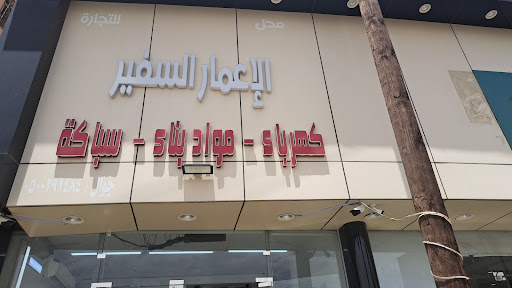 محل للتجارة
الإعمار السفير
كهرباء - مواد بناء - سباكة